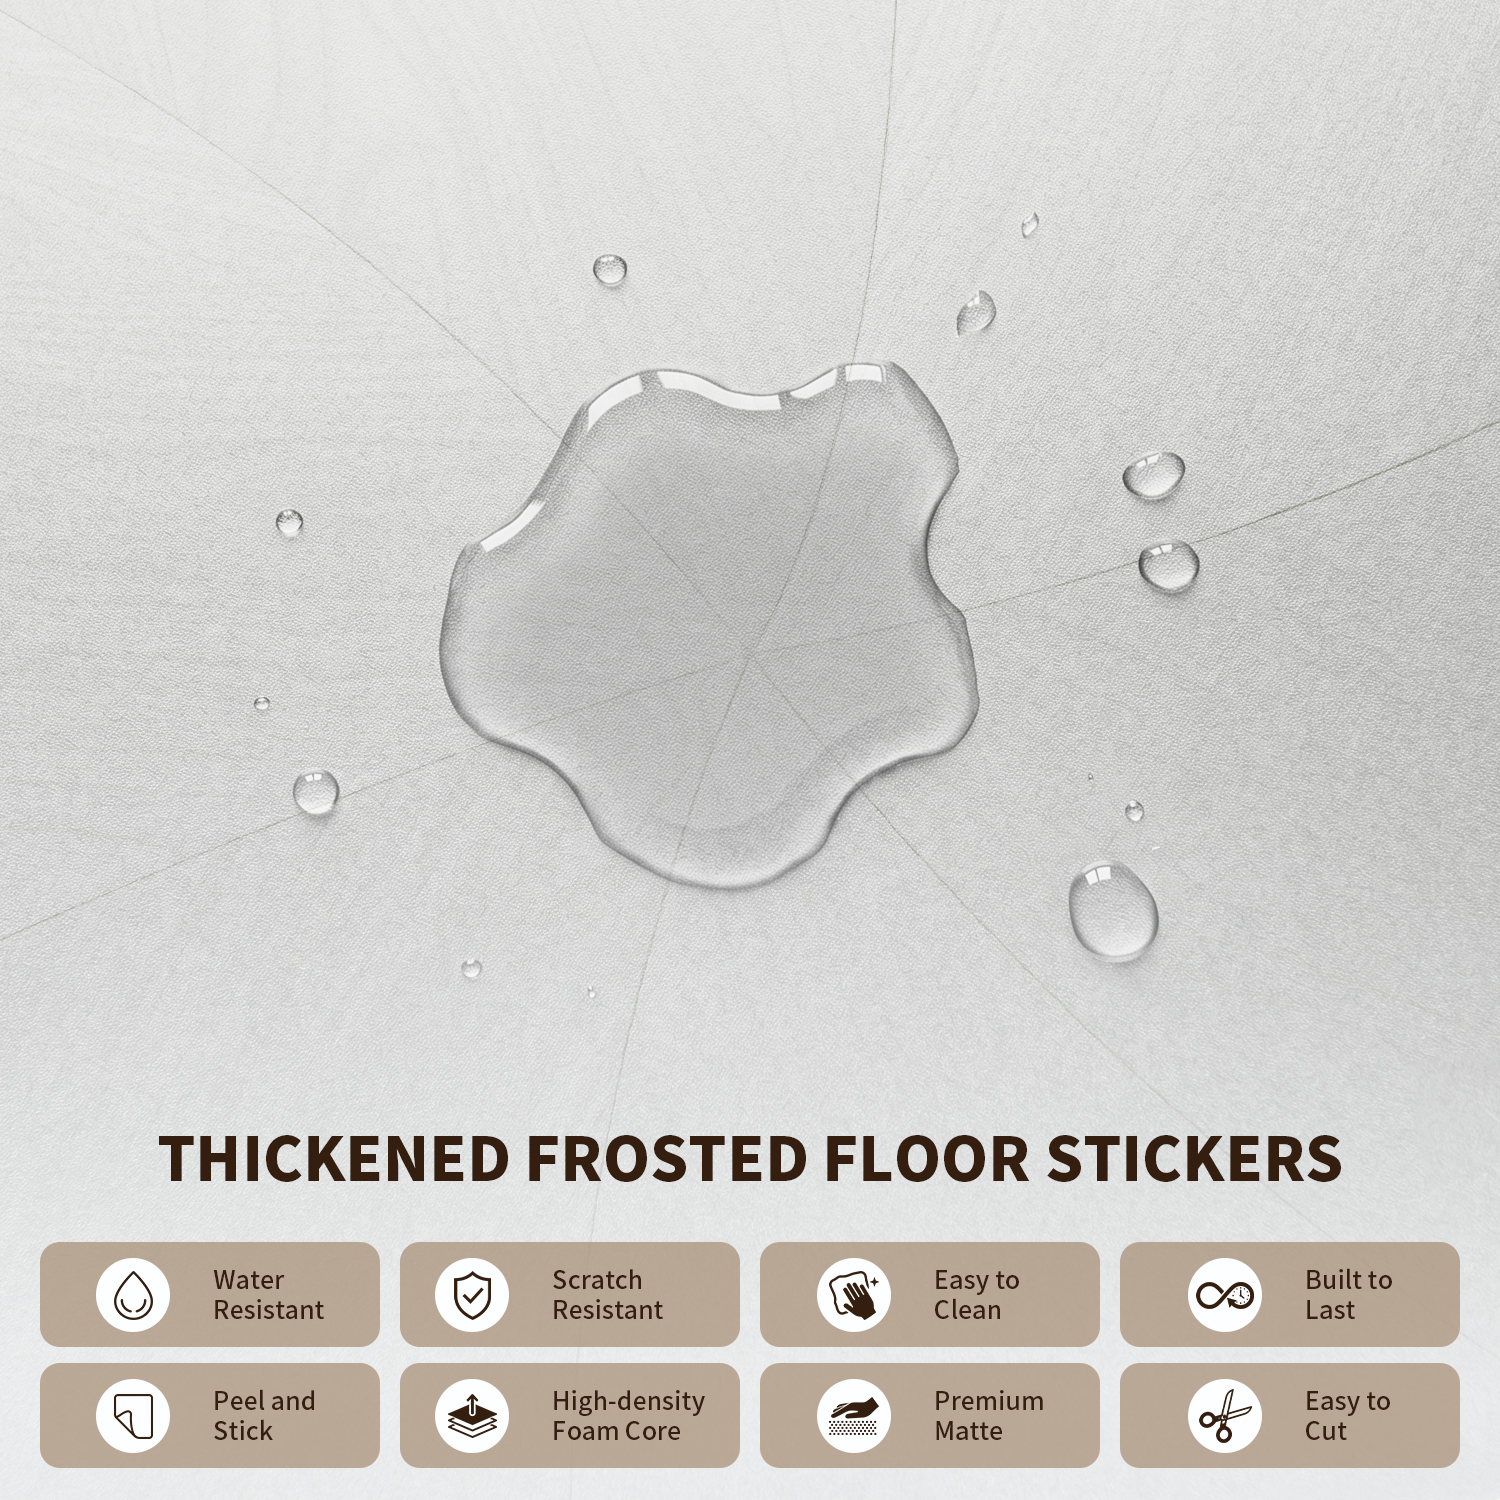 THICKENED FROSTED FLOOR STICKERS
Water
Resistant
Scratch
Resistant
Easy to
Clean
Built to
Last
Peel and
Stick
High-density
Foam Core
Premium
Matte
Easy to
Cut